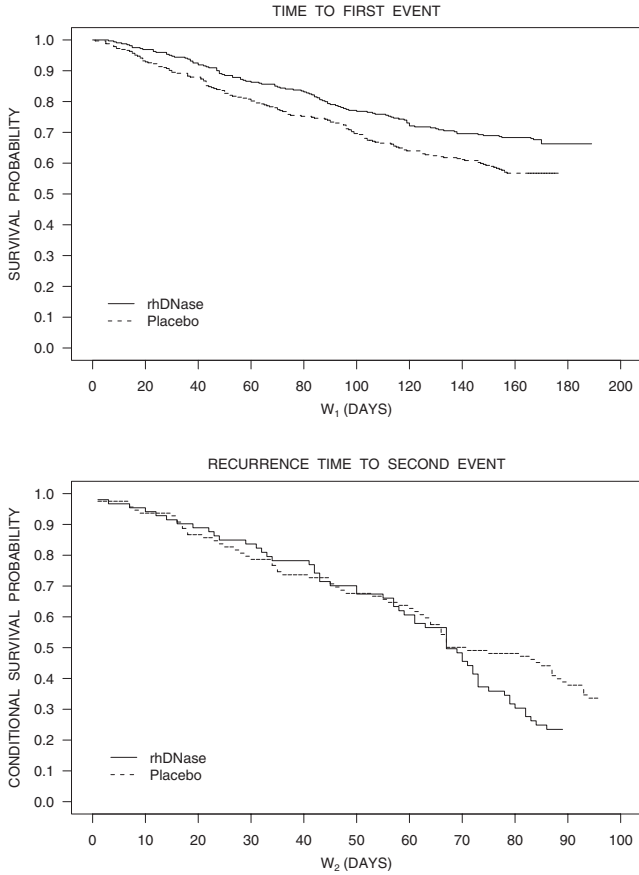 TIME TO FIRST EVENT
SURVIVAL PROBABILITY
1.0
0.9
0.8
0.7
0.6
0.5
0.4
0.3
0.2
0.1
0.0
rhDNase
Placebo
0 20 40 60 80 100 120 140 160 180 200
W₁ (DAYS)
RECURRENCE TIME TO SECOND EVENT
CONDITIONAL SURVIVAL PROBABILITY
1.0
0.9
0.8
0.7
0.6
0.5
0.4
0.3
0.2
0.1
0.0
rhDNase
Placebo
0 10 20 30 40 50 60 70 80 90 100
W₂ (DAYS)